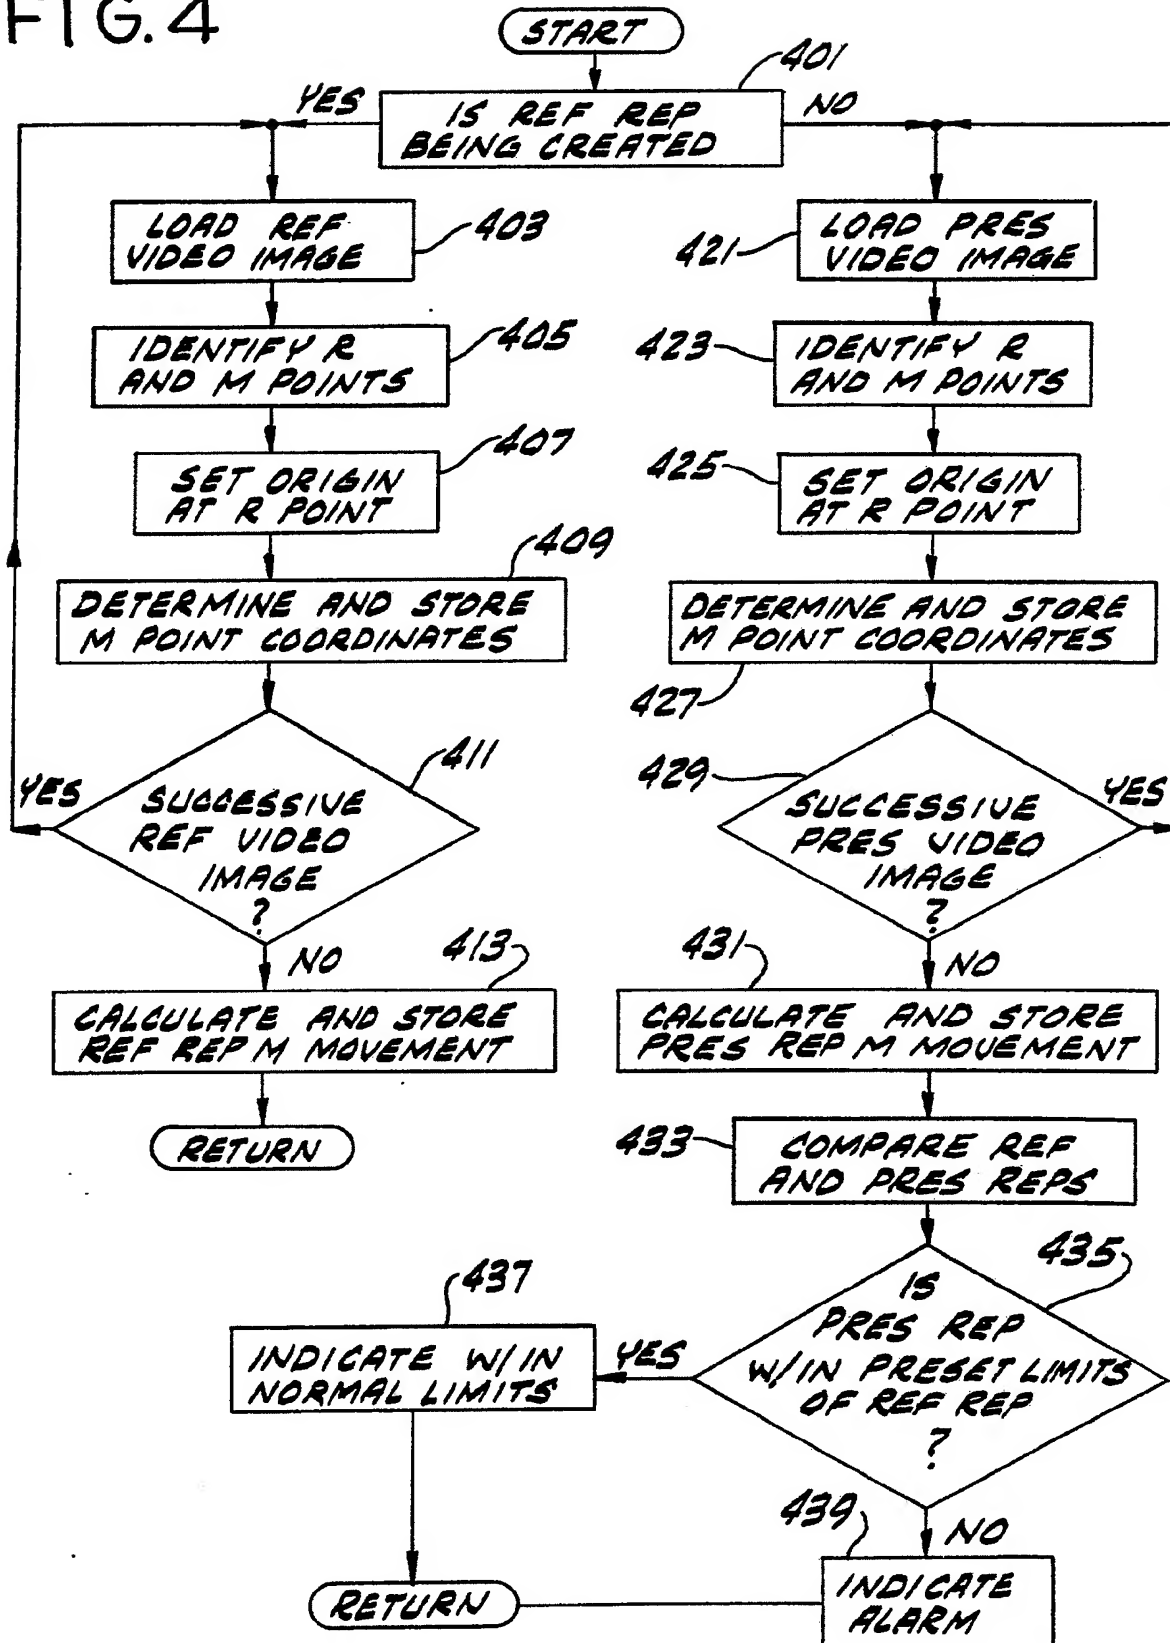 FIG. 4
START
401
IS REF REP
BEING CREATED
YES
NO
LOAD REF
VIDEO IMAGE
403
IDENTIFY R
AND M POINTS
405
SET ORIGIN
AT R POINT
407
DETERMINE AND STORE
M POINT COORDINATES
409
SUCCESSIVE
REF VIDEO
IMAGE
?
411
YES
NO
CALCULATE AND STORE
REF REP M MOVEMENT
413
RETURN
LOAD PRES
VIDEO IMAGE
421
IDENTIFY R
AND M POINTS
423
SET ORIGIN
AT R POINT
425
DETERMINE AND STORE
M POINT COORDINATES
427
SUCCESSIVE
PRES VIDEO
IMAGE
?
429
YES
NO
CALCULATE AND STORE
PRES REP M MOVEMENT
431
COMPARE REF
AND PRES REPS
433
IS
PRES REP
W/IN PRESET LIMITS
OF REF REP
?
435
YES
NO
INDICATE W/IN
NORMAL LIMITS
437
INDICATE
ALARM
439
RETURN